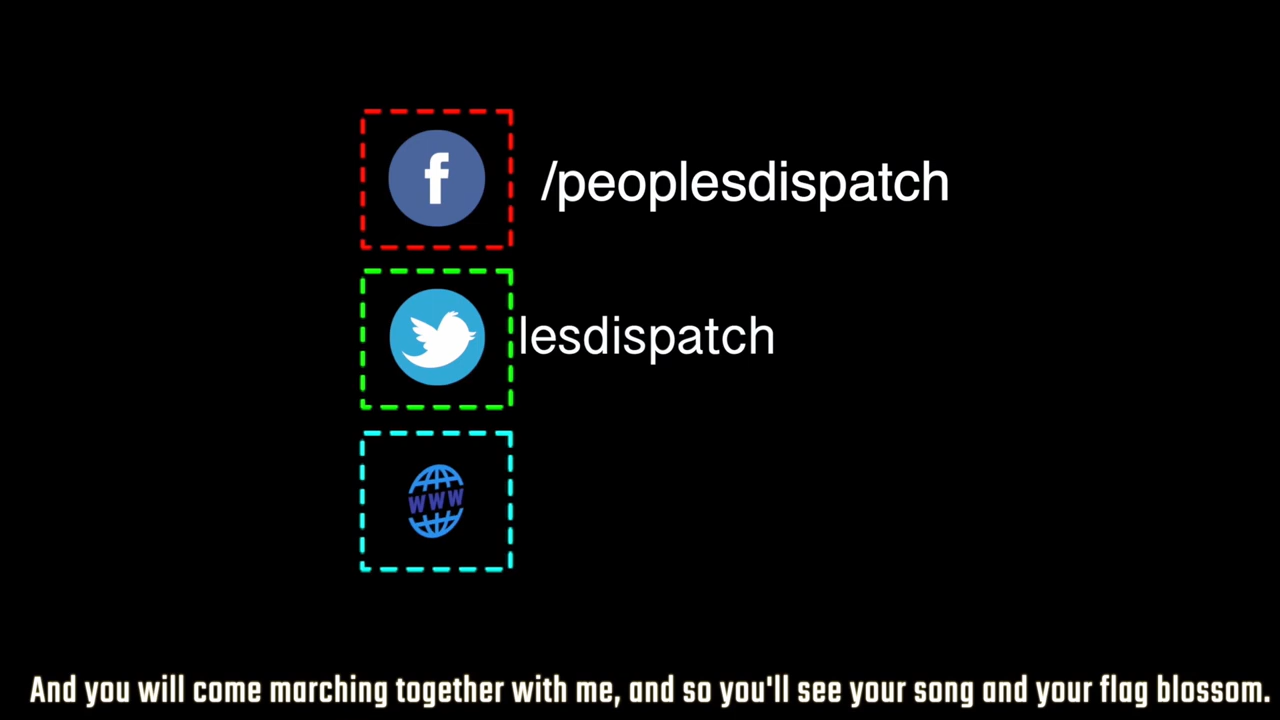 f
/peoplesdispatch
lesdispatch
WWW
And you will come marching together with me, and so you'll see your song and your flag blossom.